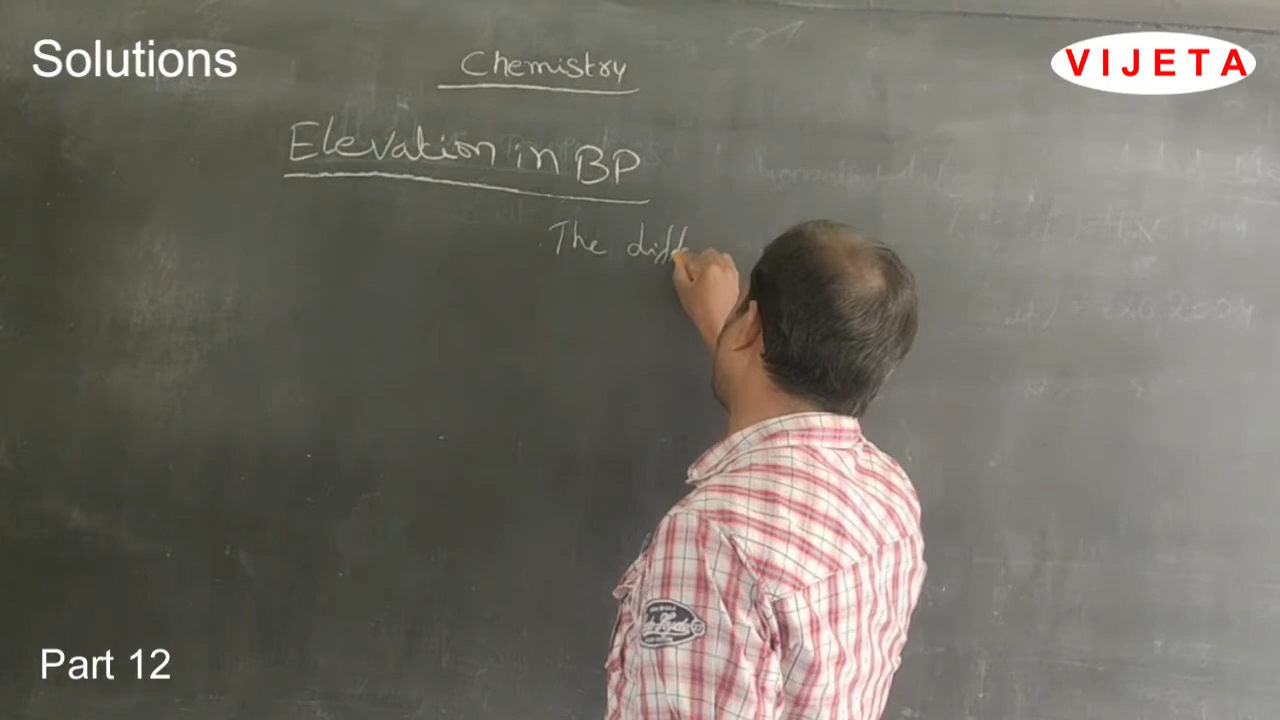 Solutions
Chemistry
VIJETA
Elevation in BP
The diff
Part 12